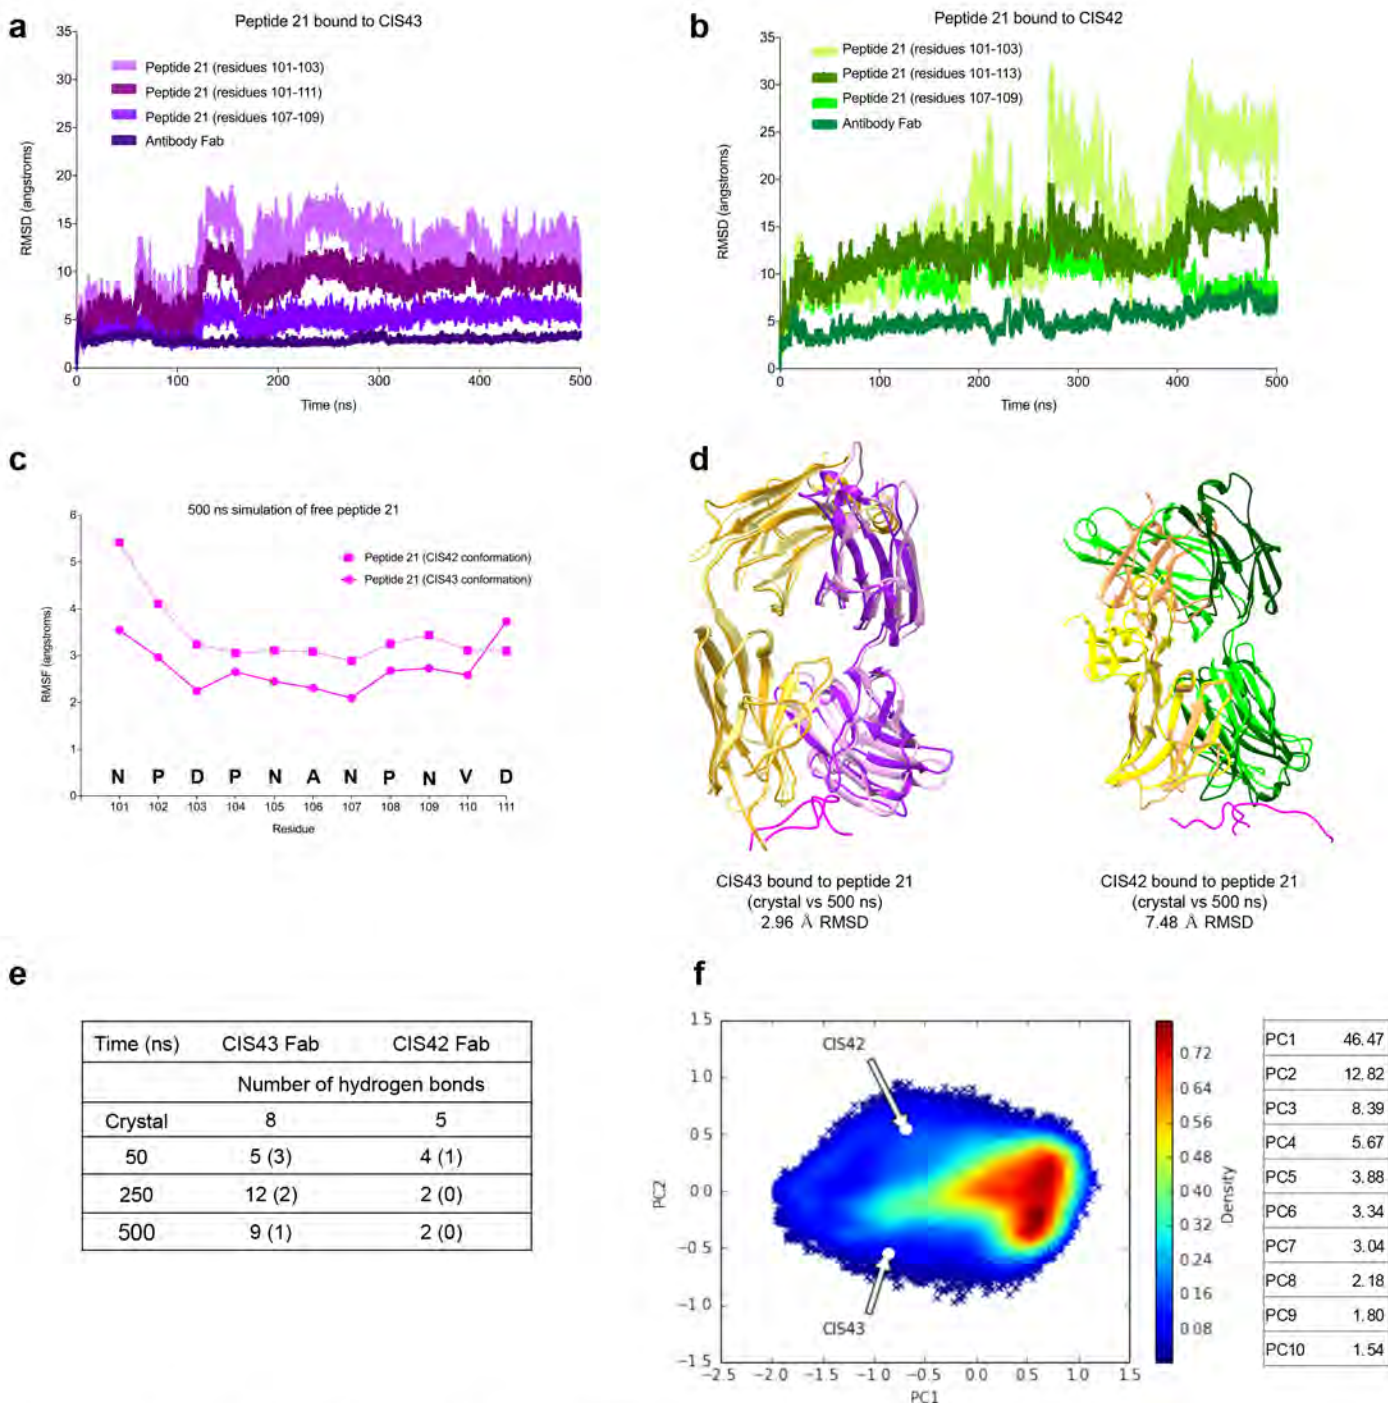 a
Peptide 21 bound to CIS43
35
30
25
20
15
10
5
0
RMSD (angstroms)
Peptide 21 (residues 101-103)
Peptide 21 (residues 101-111)
Peptide 21 (residues 107-109)
Antibody Fab
0 100 200 300 400 500
Time (ns)
b
Peptide 21 bound to CIS42
35
30
25
20
15
10
5
0
RMSD (angstroms)
Peptide 21 (residues 101-103)
Peptide 21 (residues 101-113)
Peptide 21 (residues 107-109)
Antibody Fab
0 100 200 300 400 500
Time (ns)
c
500 ns simulation of free peptide 21
6
5
4
3
2
1
0
RMSF (angstroms)
Peptide 21 (CIS42 conformation)
Peptide 21 (CIS43 conformation)
N P D P N A N P N V D
101 102 103 104 105 106 107 108 109 110 111
Residue
d
CIS43 bound to peptide 21
(crystal vs 500 ns)
2.96 Å RMSD
CIS42 bound to peptide 21
(crystal vs 500 ns)
7.48 Å RMSD
e
Time (ns) CIS43 Fab CIS42 Fab
Number of hydrogen bonds
Crystal 8 5
50 5 (3) 4 (1)
250 12 (2) 2 (0)
500 9 (1) 2 (0)
f
1.5
1.0
0.5
0.0
−0.5
−1.0
−1.5
PC2
CIS42
CIS43
−2.5 −2.0 −1.5 −1.0 −0.5 0.0 0.5 1.0 1.5
PC1
0.72
0.64
0.56
0.48
0.40
0.32
0.24
0.16
0.08
Density
PC1 46.47
PC2 12.82
PC3 8.39
PC4 5.67
PC5 3.88
PC6 3.34
PC7 3.04
PC8 2.18
PC9 1.80
PC10 1.54